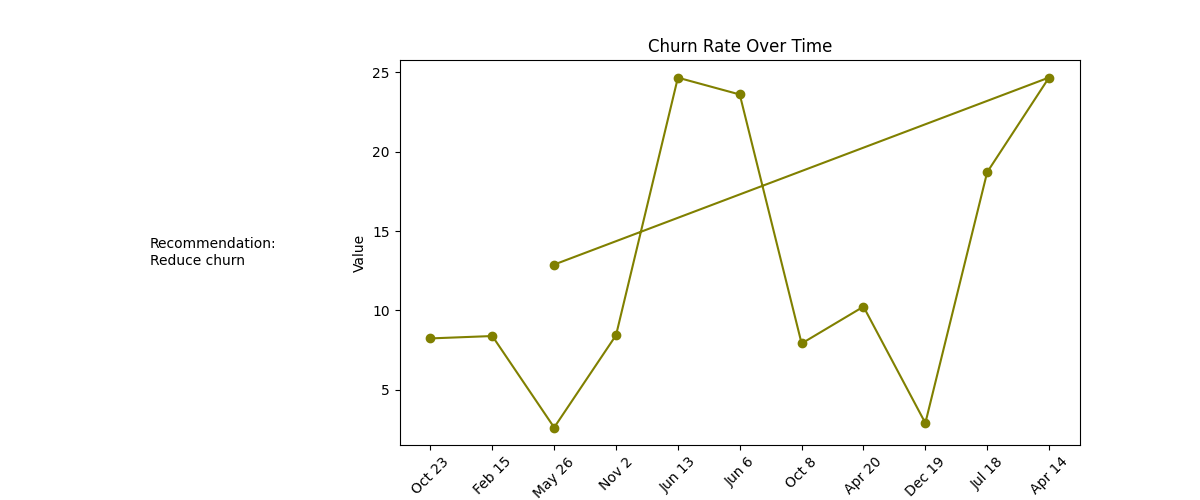 Churn Rate Over Time
Recommendation:
Reduce churn
Value
25
20
15
10
5
Oct 23
Feb 15
May 26
Nov 2
Jun 13
Jun 6
Oct 8
Apr 20
Dec 19
Jul 18
Apr 14